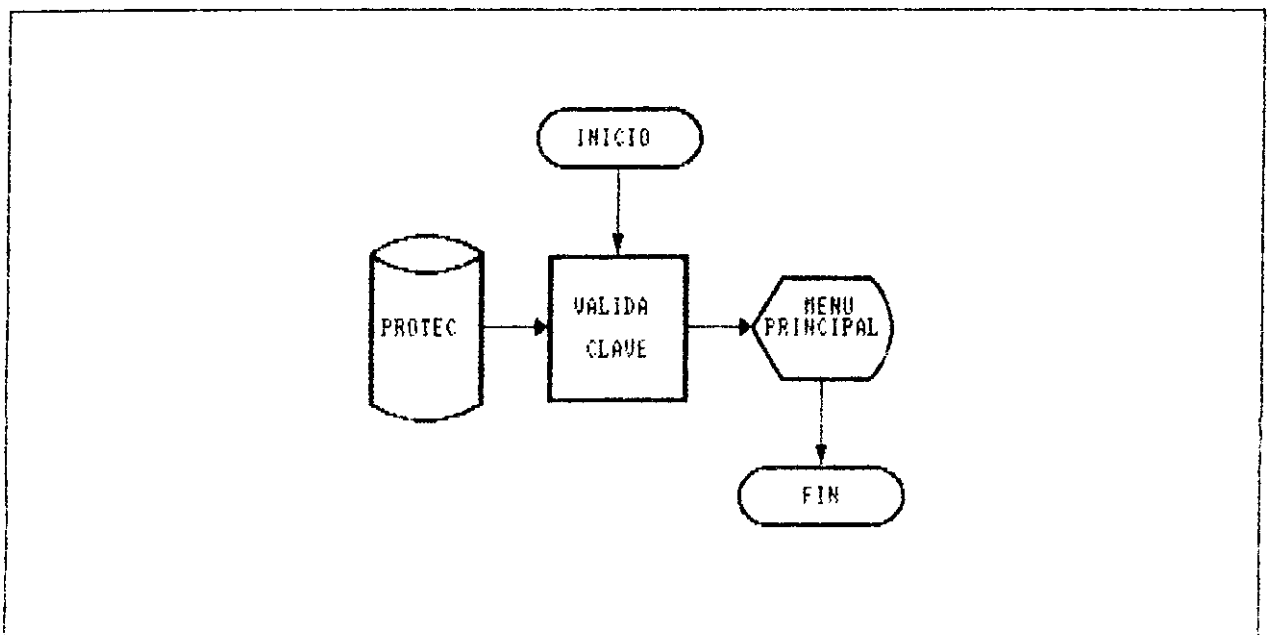 INICIO
PROTEC
VALIDA
CLAVE
MENU
PRINCIPAL
FIN